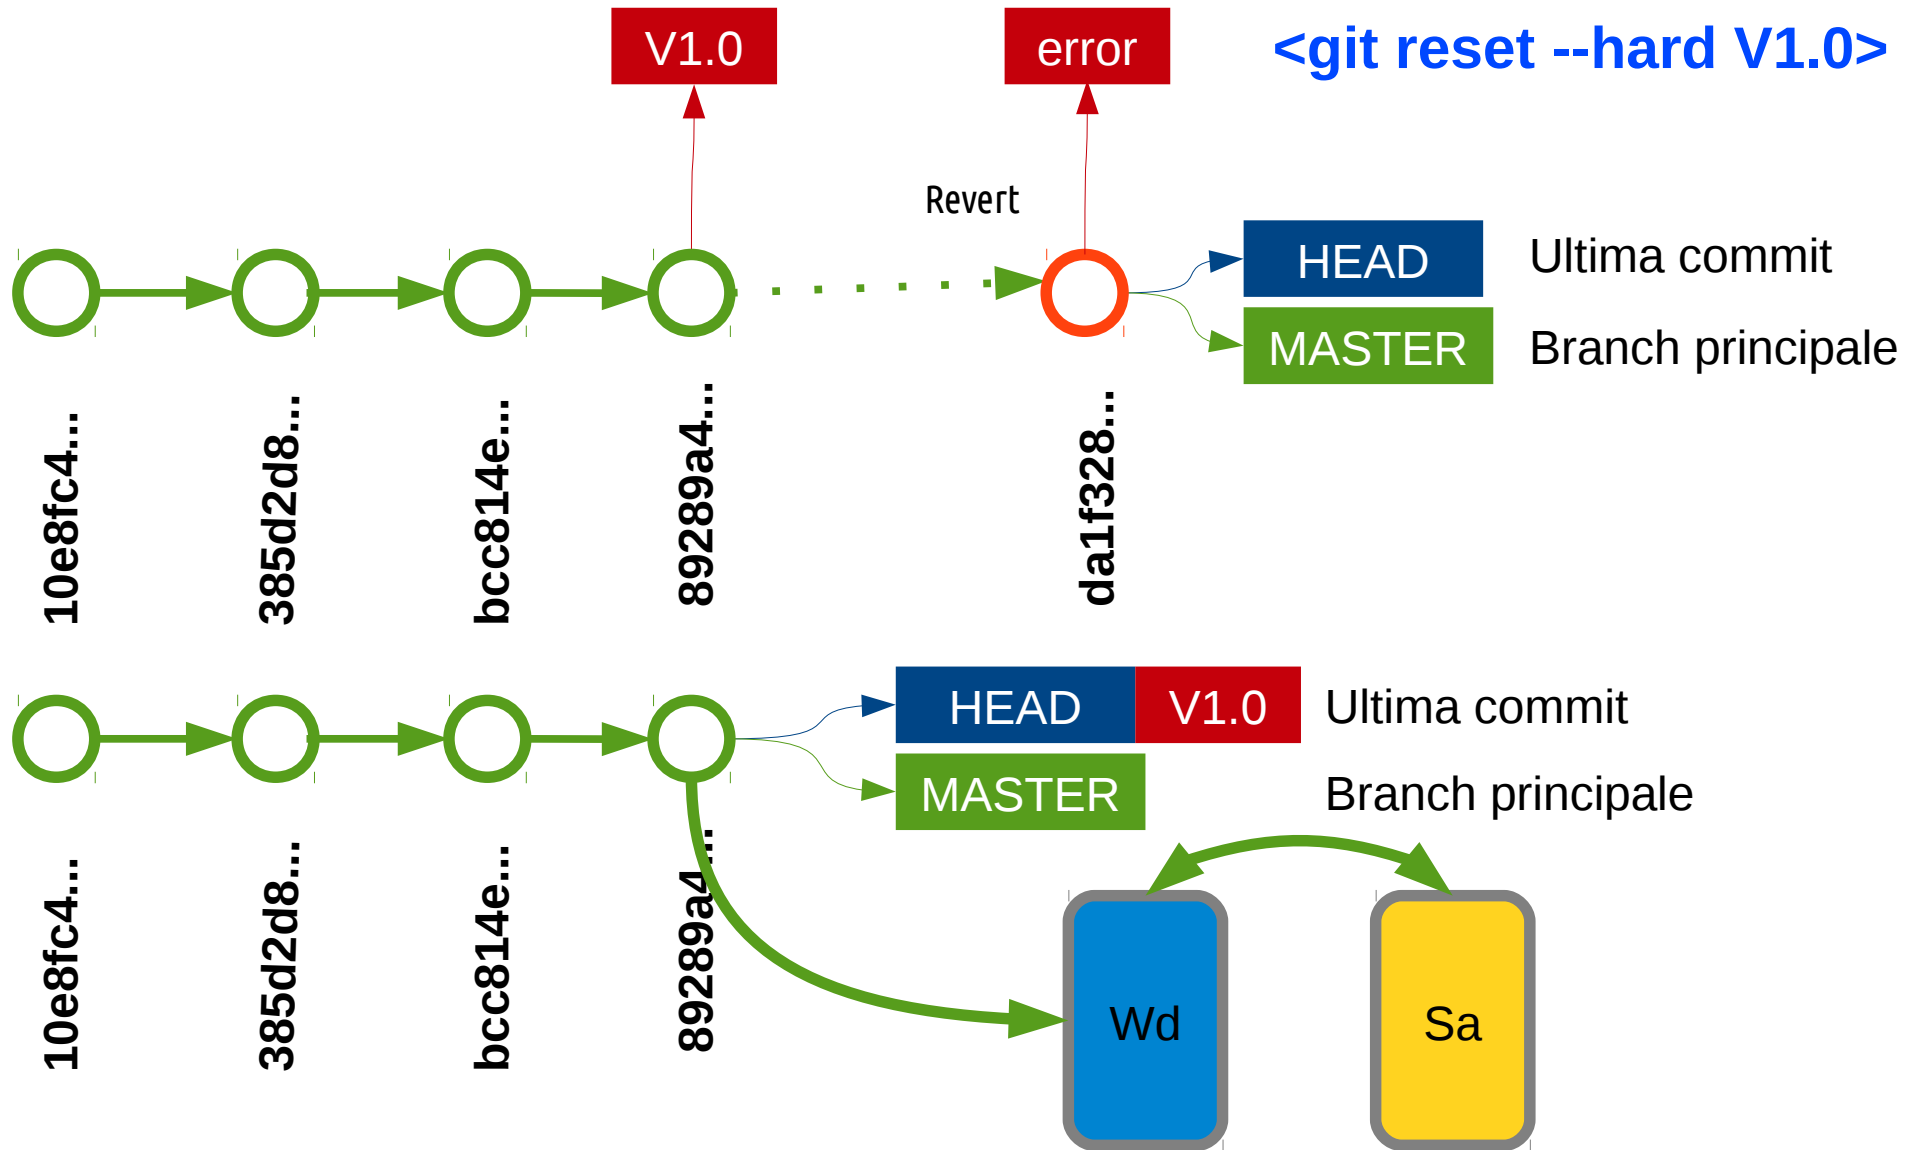 V1.0
error
<git reset --hard V1.0>
Revert
HEAD
Ultima commit
MASTER
Branch principale
10e8fc4...
385d2d8...
bcc814e...
89289a4...
da1f328...
HEAD
V1.0
Ultima commit
MASTER
Branch principale
10e8fc4...
385d2d8...
bcc814e...
89289a4...
Wd
Sa